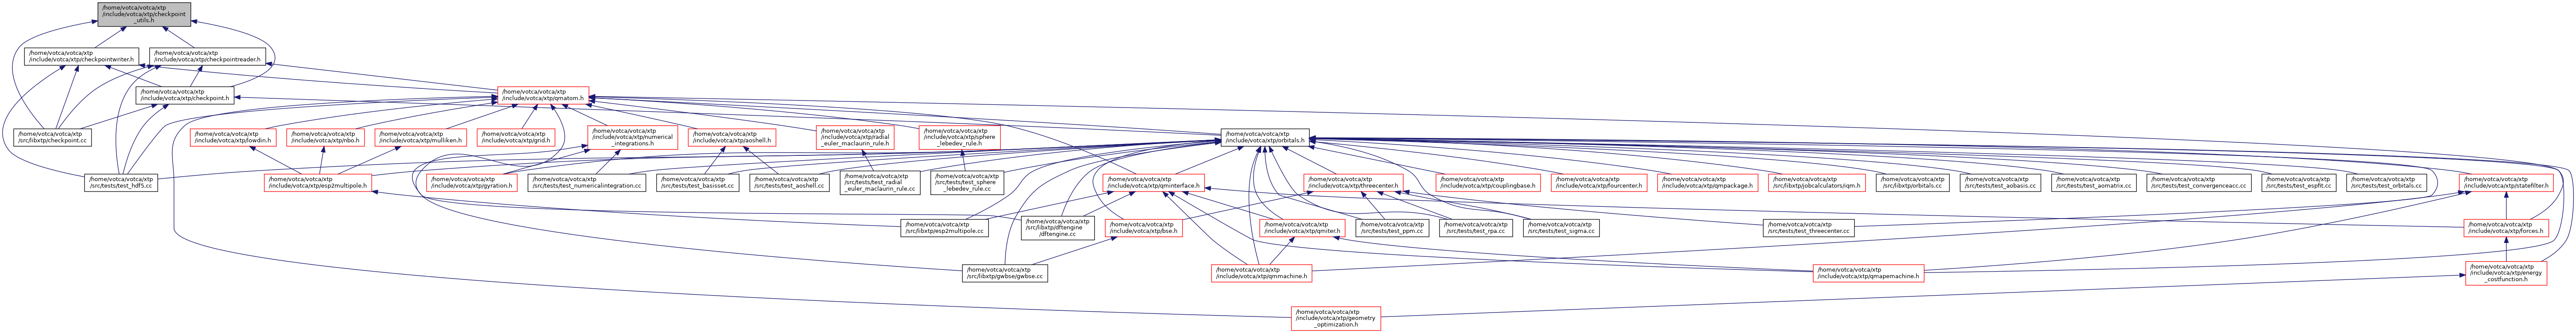 /home/votca/votca/xtp
/include/votca/xtp/checkpoint
_utils.h
/home/votca/votca/xtp
/include/votca/xtp/checkpointwriter.h
/home/votca/votca/xtp
/include/votca/xtp/checkpointreader.h
/home/votca/votca/xtp
/include/votca/xtp/checkpoint.h
/home/votca/votca/xtp
/include/votca/xtp/qmatom.h
/home/votca/votca/xtp
/src/libxtp/checkpoint.cc
/home/votca/votca/xtp
/include/votca/xtp/lowdin.h
/home/votca/votca/xtp
/include/votca/xtp/nbo.h
/home/votca/votca/xtp
/include/votca/xtp/mulliken.h
/home/votca/votca/xtp
/include/votca/xtp/grid.h
/home/votca/votca/xtp
/include/votca/xtp/numerical
_integrations.h
/home/votca/votca/xtp
/include/votca/xtp/aoshell.h
/home/votca/votca/xtp
/include/votca/xtp/radial
_euler_maclaurin_rule.h
/home/votca/votca/xtp
/include/votca/xtp/sphere
_lebedev_rule.h
/home/votca/votca/xtp
/include/votca/xtp/orbitals.h
/home/votca/votca/xtp
/src/tests/test_hdf5.cc
/home/votca/votca/xtp
/include/votca/xtp/esp2multipole.h
/home/votca/votca/xtp
/include/votca/xtp/gyration.h
/home/votca/votca/xtp
/src/tests/test_numericalintegration.cc
/home/votca/votca/xtp
/src/tests/test_basisset.cc
/home/votca/votca/xtp
/src/tests/test_aoshell.cc
/home/votca/votca/xtp
/src/tests/test_radial
_euler_maclaurin_rule.cc
/home/votca/votca/xtp
/src/tests/test_sphere
_lebedev_rule.cc
/home/votca/votca/xtp
/include/votca/xtp/qminterface.h
/home/votca/votca/xtp
/include/votca/xtp/threecenter.h
/home/votca/votca/xtp
/include/votca/xtp/couplingbase.h
/home/votca/votca/xtp
/include/votca/xtp/fourcenter.h
/home/votca/votca/xtp
/include/votca/xtp/qmpackage.h
/home/votca/votca/xtp
/src/libxtp/jobcalculators/iqm.h
/home/votca/votca/xtp
/src/libxtp/orbitals.cc
/home/votca/votca/xtp
/src/tests/test_aobasis.cc
/home/votca/votca/xtp
/src/tests/test_aomatrix.cc
/home/votca/votca/xtp
/src/tests/test_convergenceacc.cc
/home/votca/votca/xtp
/src/tests/test_espfit.cc
/home/votca/votca/xtp
/src/tests/test_orbitals.cc
/home/votca/votca/xtp
/include/votca/xtp/statefilter.h
/home/votca/votca/xtp
/src/libxtp/esp2multipole.cc
/home/votca/votca/xtp
/src/libxtp/dftengine
/dftengine.cc
/home/votca/votca/xtp
/include/votca/xtp/bse.h
/home/votca/votca/xtp
/include/votca/xtp/qmiter.h
/home/votca/votca/xtp
/src/tests/test_ppm.cc
/home/votca/votca/xtp
/src/tests/test_rpa.cc
/home/votca/votca/xtp
/src/tests/test_sigma.cc
/home/votca/votca/xtp
/src/tests/test_threecenter.cc
/home/votca/votca/xtp
/include/votca/xtp/forces.h
/home/votca/votca/xtp
/src/libxtp/gwbse/gwbse.cc
/home/votca/votca/xtp
/include/votca/xtp/qmmachine.h
/home/votca/votca/xtp
/include/votca/xtp/qmapemachine.h
/home/votca/votca/xtp
/include/votca/xtp/energy
_costfunction.h
/home/votca/votca/xtp
/include/votca/xtp/geometry
_optimization.h